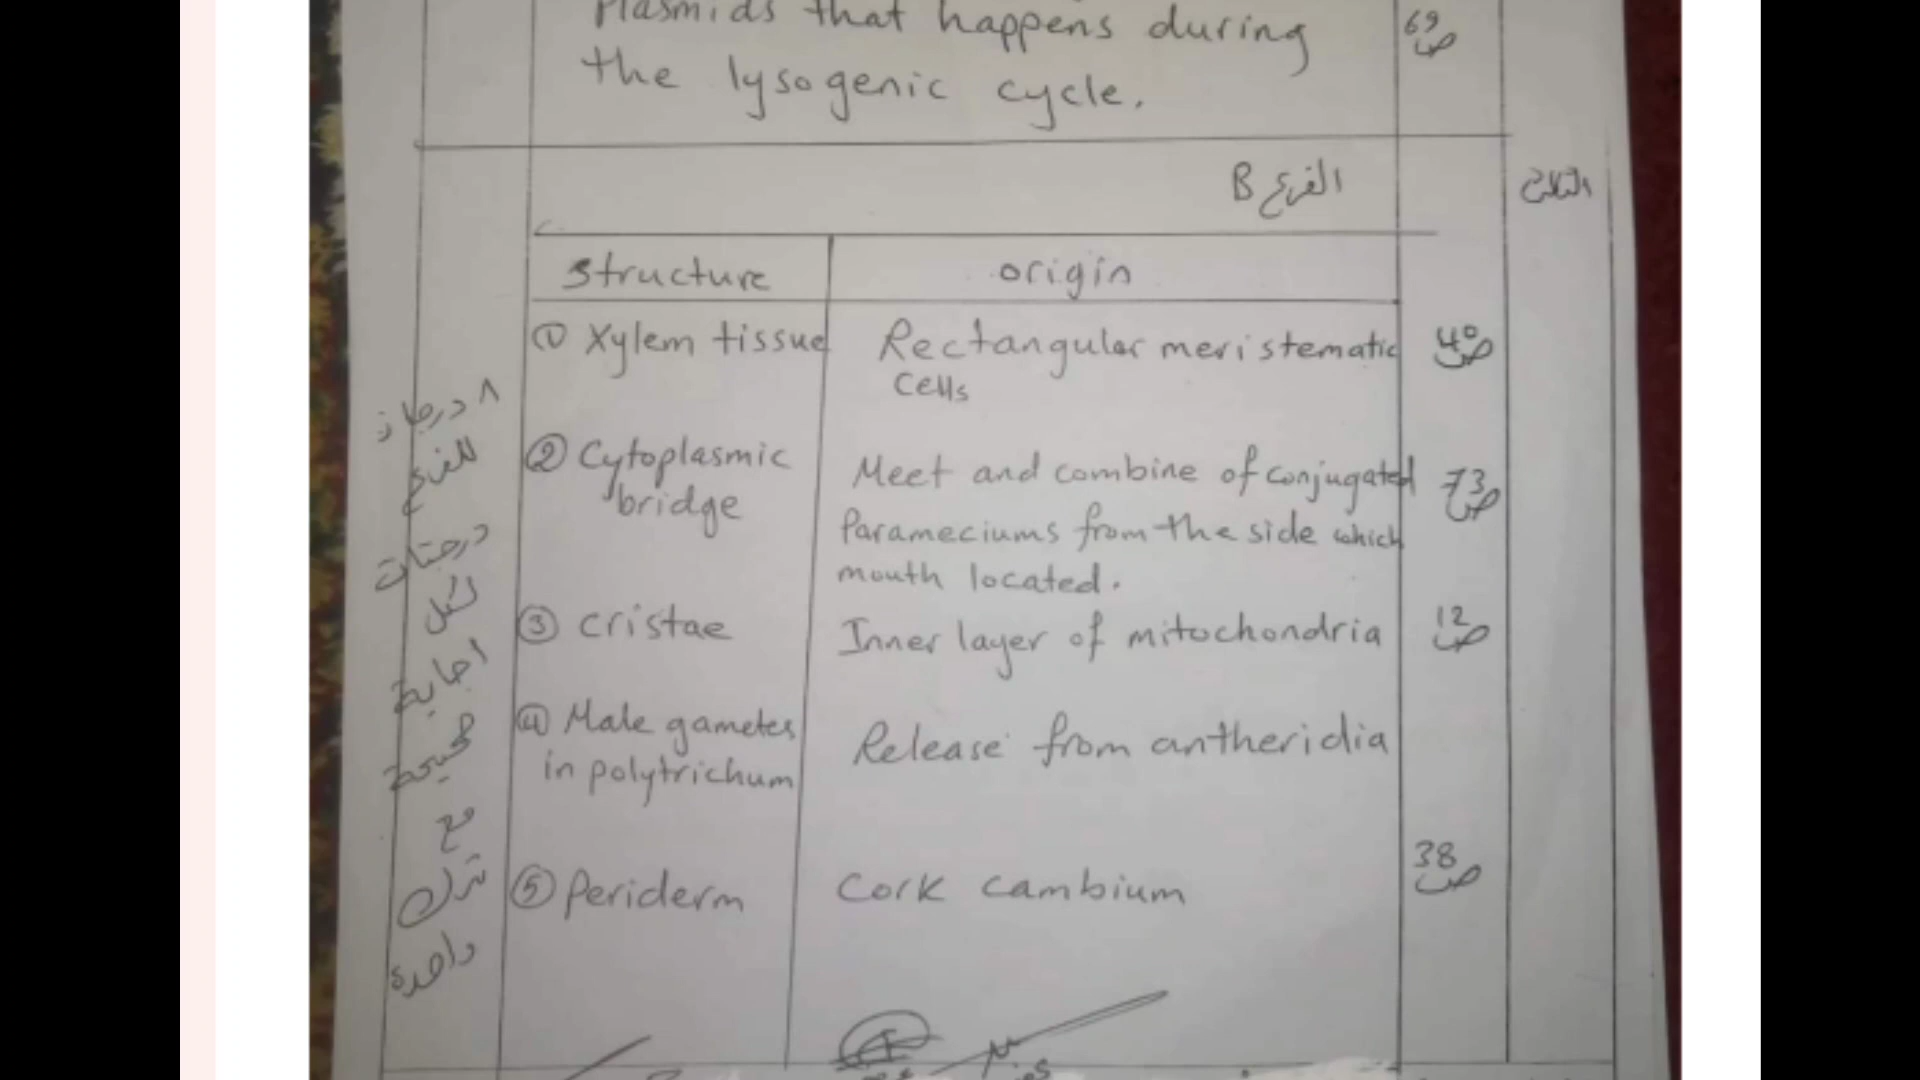 Plasmids that happens during
the lysogenic cycle.
69 ص
الفرع B
الثالث
structure origin
① Xylem tissue Rectangular meristematic
cells
40 ص
② Cytoplasmic
bridge
Meet and combine of conjugated
Parameciums from the side which
mouth located.
73 ص
③ cristae Inner layer of mitochondria
12 ص
④ Male gametes
in polytrichum
Release from antheridia
⑤ Periderm Cork cambium
38 ص
٨ درجات
للفرع
درجتان
لكل
اجابة
صحيحة
مع
ترك
واحدة